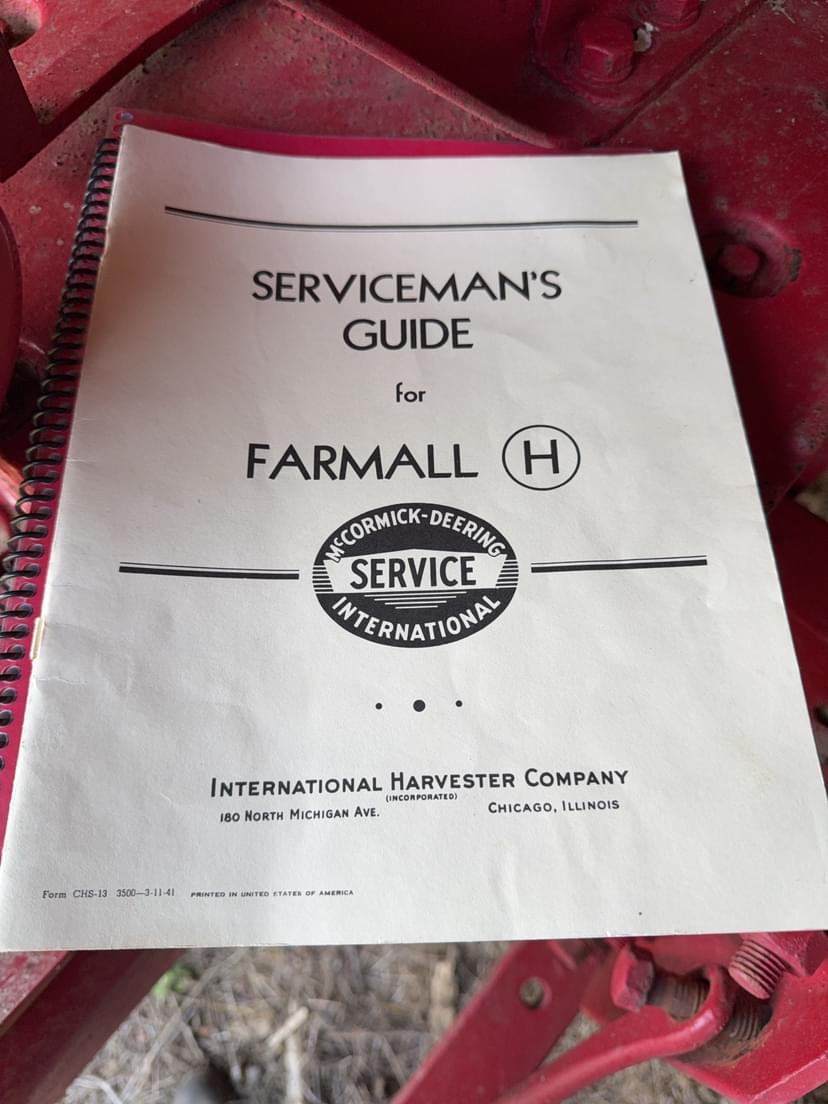 SERVICEMAN'S
GUIDE
for
FARMALL H
McCORMICK-DEERING
SERVICE
INTERNATIONAL
INTERNATIONAL HARVESTER COMPANY
(INCORPORATED)
180 NORTH MICHIGAN AVE. CHICAGO, ILLINOIS
Form CHS-13 3500—3-11-41 PRINTED IN UNITED STATES OF AMERICA